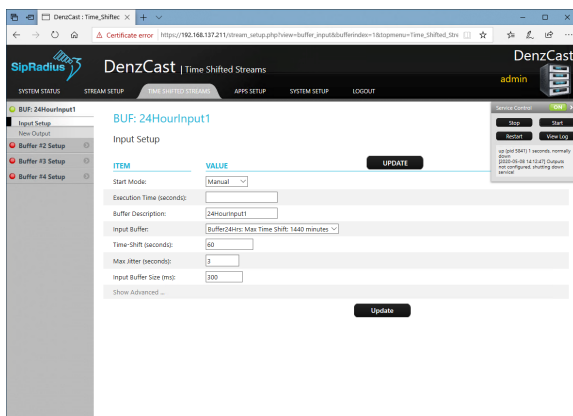 DenzCast : Time_Shiftec
Certificate error https://192.168.137.211/stream_setup.php?view=buffer_input&bufferindex=1&topmenu=Time_Shifted_Stre
SipRadius
DenzCast | Time Shifted Streams
DenzCast
admin
SYSTEM STATUS STREAM SETUP TIME SHIFTED STREAMS APPS SETUP SYSTEM SETUP LOGOUT
BUF: 24HourInput1
Input Setup
New Output
Buffer #2 Setup
Buffer #3 Setup
Buffer #4 Setup
BUF: 24HourInput1
Input Setup
ITEM VALUE UPDATE
Start Mode: Manual
Execution Time (seconds):
Buffer Description: 24HourInput1
Input Buffer: Buffer24Hrs: Max Time Shift: 1440 minutes
Time-Shift (seconds): 60
Max Jitter (seconds): 3
Input Buffer Size (ms): 300
Show Advanced ...
Update
Service Control ON
Stop Start
Restart View Log
up (pid 5841) 1 seconds, normally
down
[2020-05-08 14:12:47] Outputs
not configured, shutting down
service!